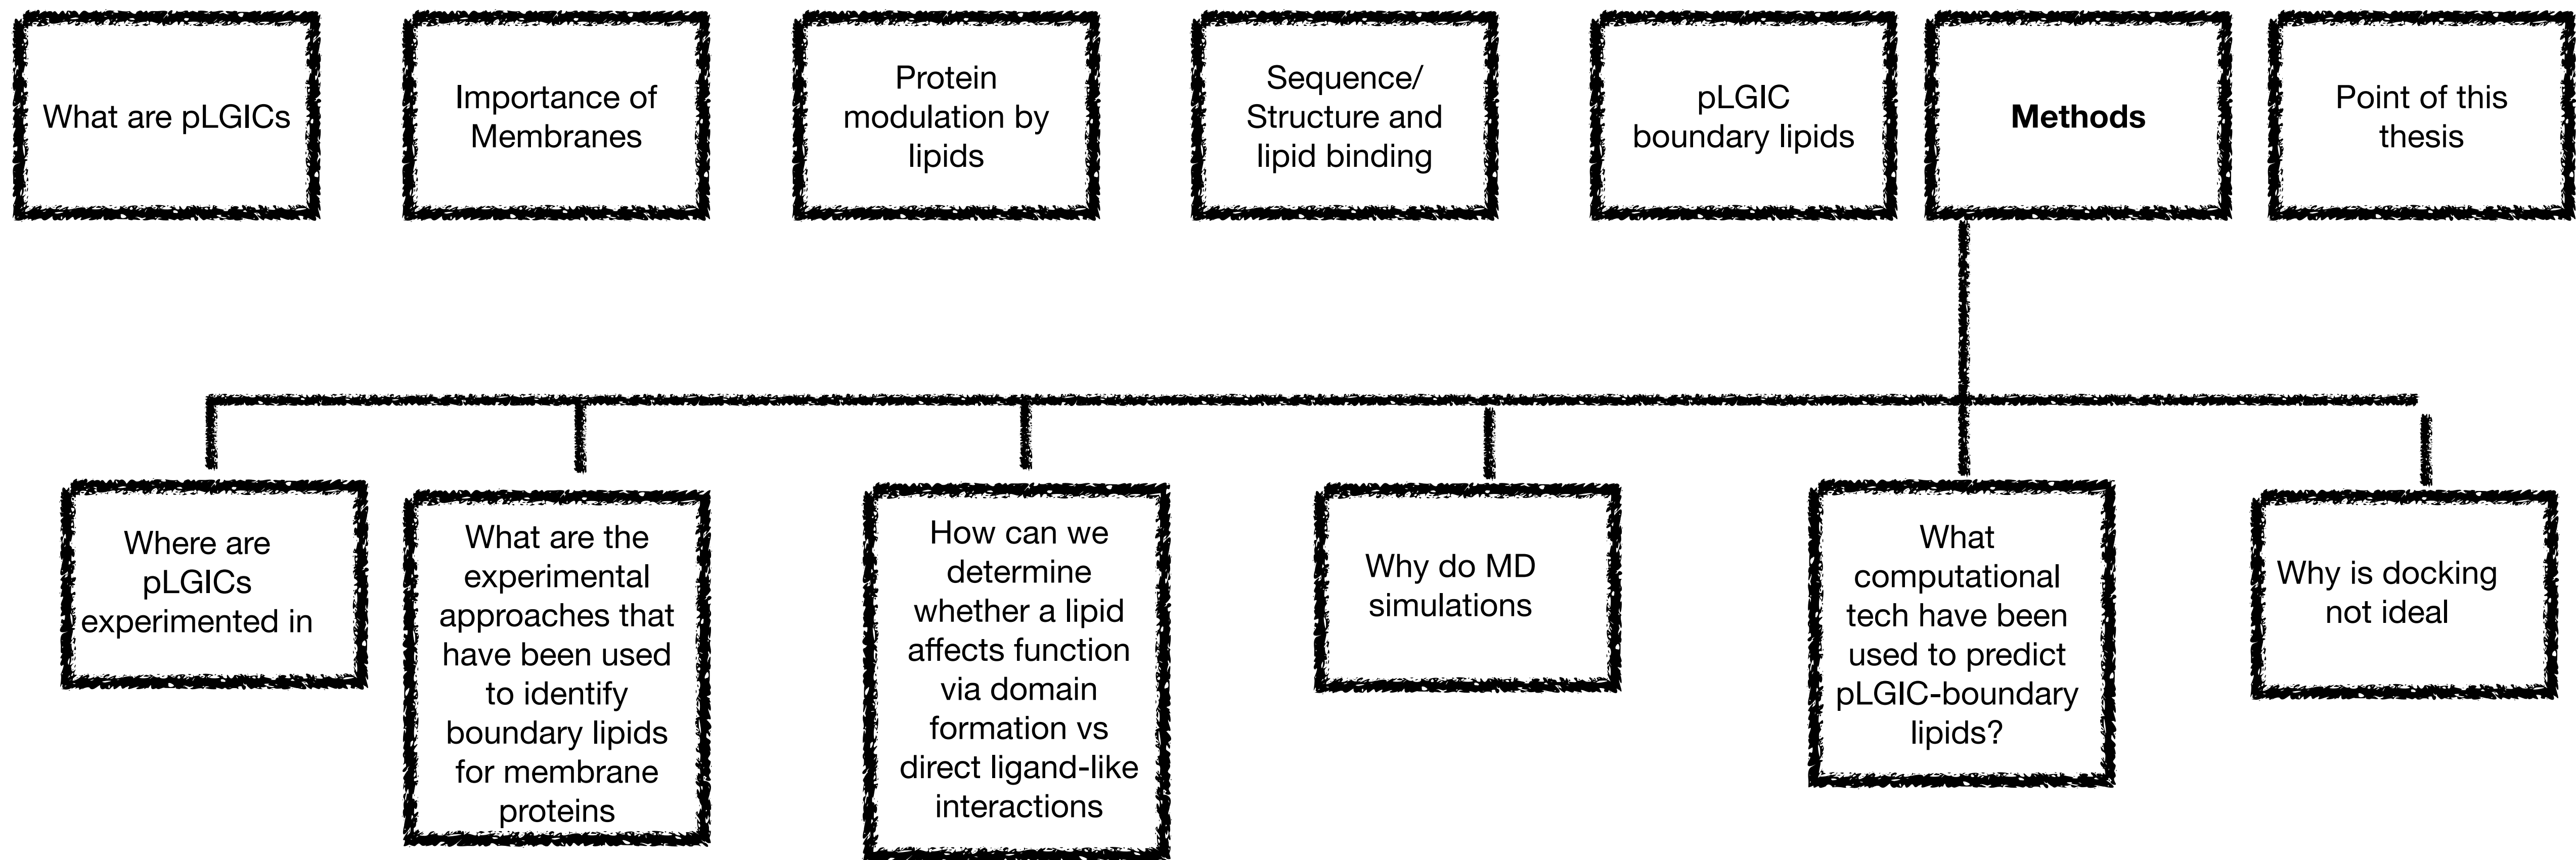 What are pLGICs
Importance of
Membranes
Protein
modulation by
lipids
Sequence/
Structure and
lipid binding
pLGIC
boundary lipids
Methods
Point of this
thesis
Where are
pLGICs
experimented in
What are the
experimental
approaches that
have been used
to identify
boundary lipids
for membrane
proteins
How can we
determine
whether a lipid
affects function
via domain
formation vs
direct ligand-like
interactions
Why do MD
simulations
What
computational
tech have been
used to predict
pLGIC-boundary
lipids?
Why is docking
not ideal